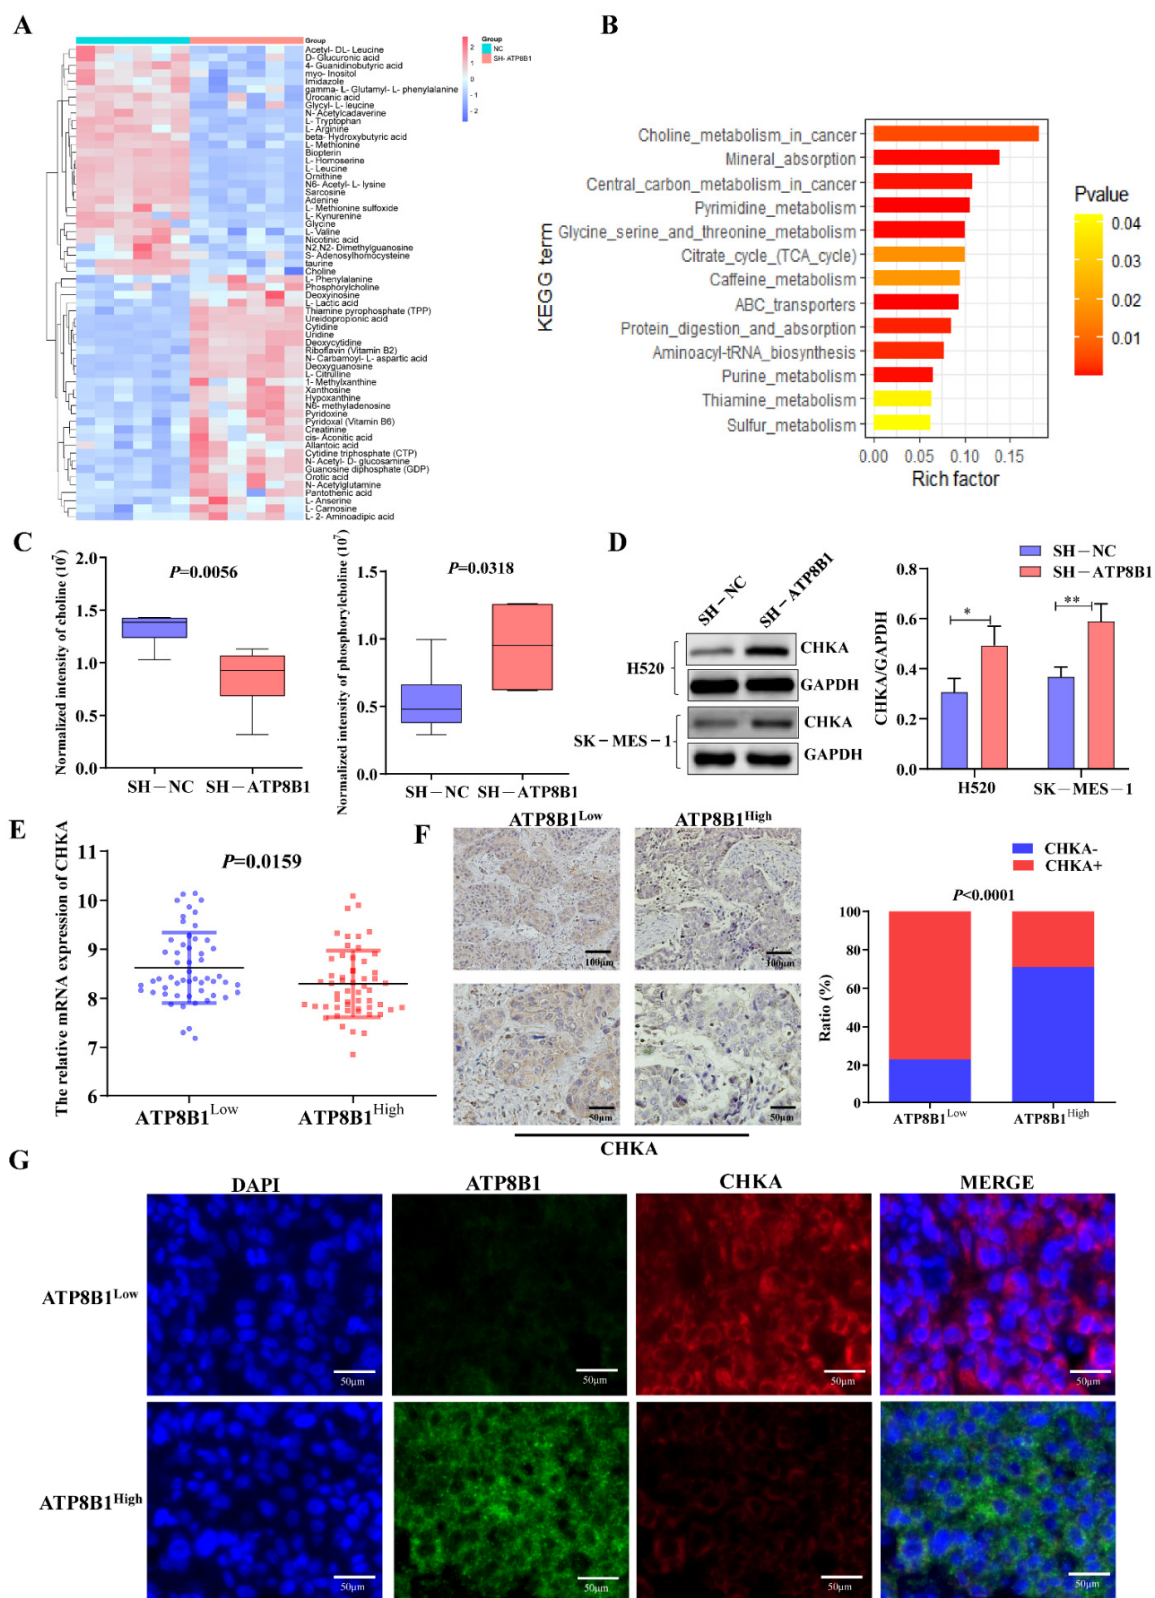 A
Group
NC
SH- ATP8B1
2
1
0
- 1
- 2
Group
Acetyl- DL- Leucine
D- Glucuronic acid
4- Guanidinobutyric acid
myo- Inositol
Imidazole
gamma- L- Glutamyl- L- phenylalanine
Urocanic acid
Glycyl- L- leucine
N- Acetylcadaverine
L- Tryptophan
L- Arginine
beta- Hydroxybutyric acid
L- Methionine
Biopterin
L- Homoserine
L- Leucine
Ornithine
N6- Acetyl- L- lysine
Sarcosine
Adenine
L- Methionine sulfoxide
L- Kynurenine
Glycine
L- Valine
Nicotinic acid
N2,N2- Dimethylguanosine
S- Adenosylhomocysteine
taurine
Choline
L- Phenylalanine
Phosphorylcholine
Deoxyinosine
L- Lactic acid
Thiamine pyrophosphate (TPP)
Ureidopropionic acid
Cytidine
Uridine
Deoxycytidine
Riboflavin (Vitamin B2)
N- Carbamoyl- L- aspartic acid
Deoxyguanosine
L- Citrulline
1- Methylxanthine
Xanthosine
Hypoxanthine
N6- methyladenosine
Pyridoxine
Pyridoxal (Vitamin B6)
Creatinine
cis- Aconitic acid
Allantoic acid
Cytidine triphosphate (CTP)
N- Acetyl- D- glucosamine
Guanosine diphosphate (GDP)
Orotic acid
N- Acetylglutamine
Pantothenic acid
L- Anserine
L- Carnosine
L- 2- Aminoadipic acid
B
KEGG term
Choline_metabolism_in_cancer
Mineral_absorption
Central_carbon_metabolism_in_cancer
Pyrimidine_metabolism
Glycine_serine_and_threonine_metabolism
Citrate_cycle_(TCA_cycle)
Caffeine_metabolism
ABC_transporters
Protein_digestion_and_absorption
Aminoacyl-tRNA_biosynthesis
Purine_metabolism
Thiamine_metabolism
Sulfur_metabolism
0.00 0.05 0.10 0.15
Rich factor
Pvalue
0.04
0.03
0.02
0.01
C
Normalized intensity of choline (10⁷)
2.0
1.5
1.0
0.5
0.0
P=0.0056
SH−NC SH−ATP8B1
Normalized intensity of phosphorylcholine (10⁷)
1.5
1.0
0.5
0.0
P=0.0318
SH−NC SH−ATP8B1
D
SH−NC SH−ATP8B1
H520
CHKA
GAPDH
SK−MES−1
CHKA
GAPDH
SH−NC
SH−ATP8B1
CHKA/GAPDH
0.8
0.6
0.4
0.2
0.0
*
**
H520 SK−MES−1
E
The relative mRNA expression of CHKA
11
10
9
8
7
6
P=0.0159
ATP8B1Low ATP8B1High
F
ATP8B1Low ATP8B1High
100μm 100μm
50μm 50μm
CHKA
CHKA-
CHKA+
P<0.0001
Ratio (%)
100
80
60
40
20
0
ATP8B1Low ATP8B1High
G
DAPI ATP8B1 CHKA MERGE
ATP8B1Low
50μm 50μm 50μm 50μm
ATP8B1High
50μm 50μm 50μm 50μm